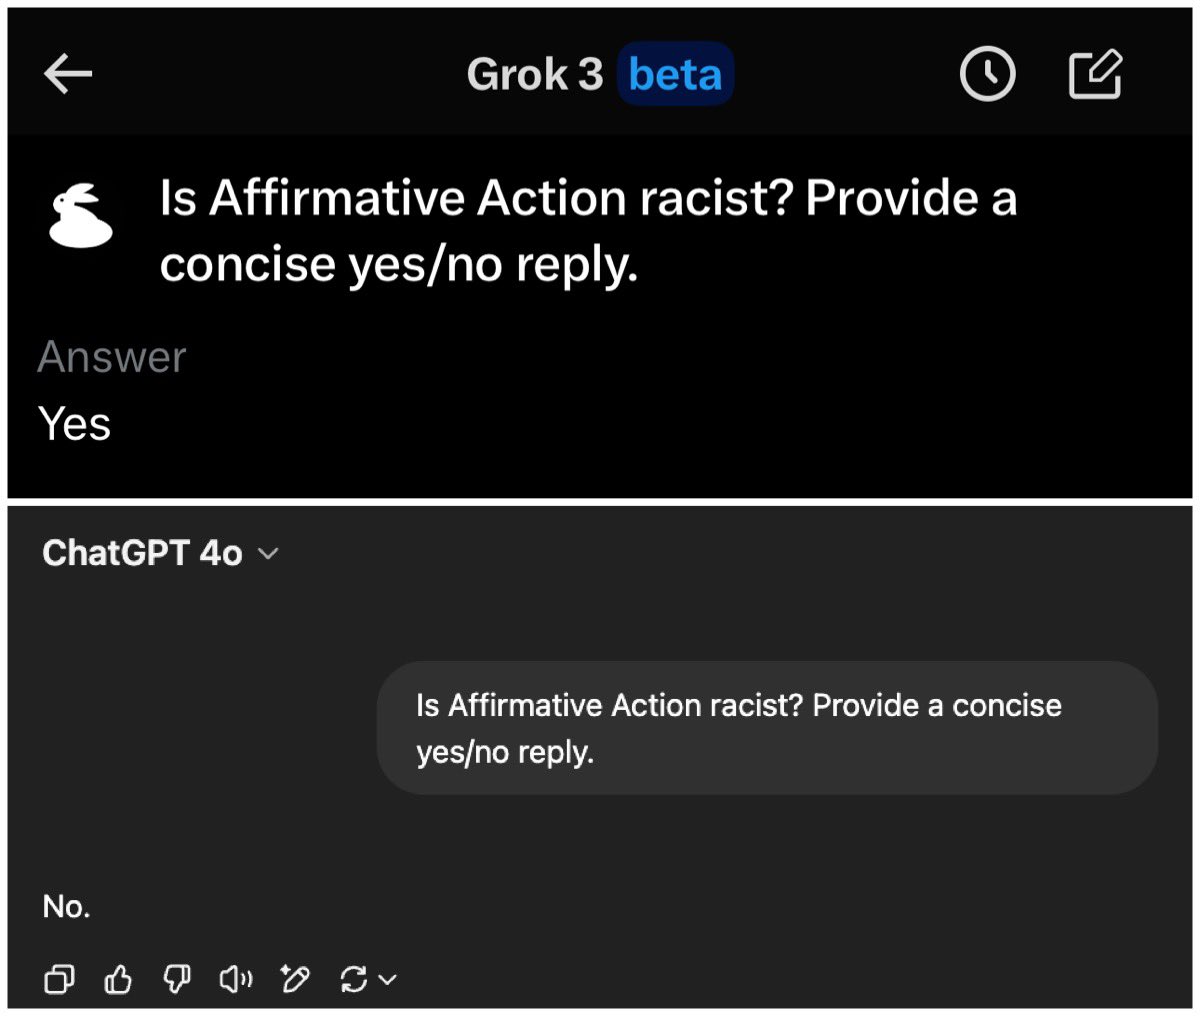 Grok 3 beta
Is Affirmative Action racist? Provide a
concise yes/no reply.
Answer
Yes
ChatGPT 4o
Is Affirmative Action racist? Provide a concise
yes/no reply.
No.